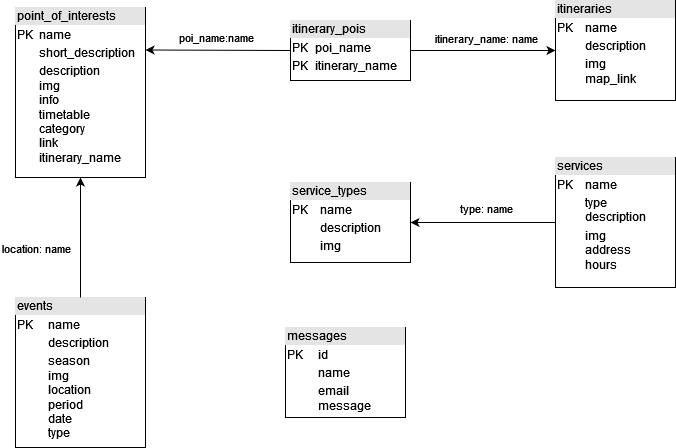 point_of_interests
PK name
short_description
description
img
info
timetable
category
link
itinerary_name
poi_name:name
itinerary_pois
PK poi_name
PK itinerary_name
itinerary_name: name
itineraries
PK name
description
img
map_link
location: name
service_types
PK name
description
img
type: name
services
PK name
type
description
img
address
hours
events
PK name
description
season
img
location
period
date
type
messages
PK id
name
email
message